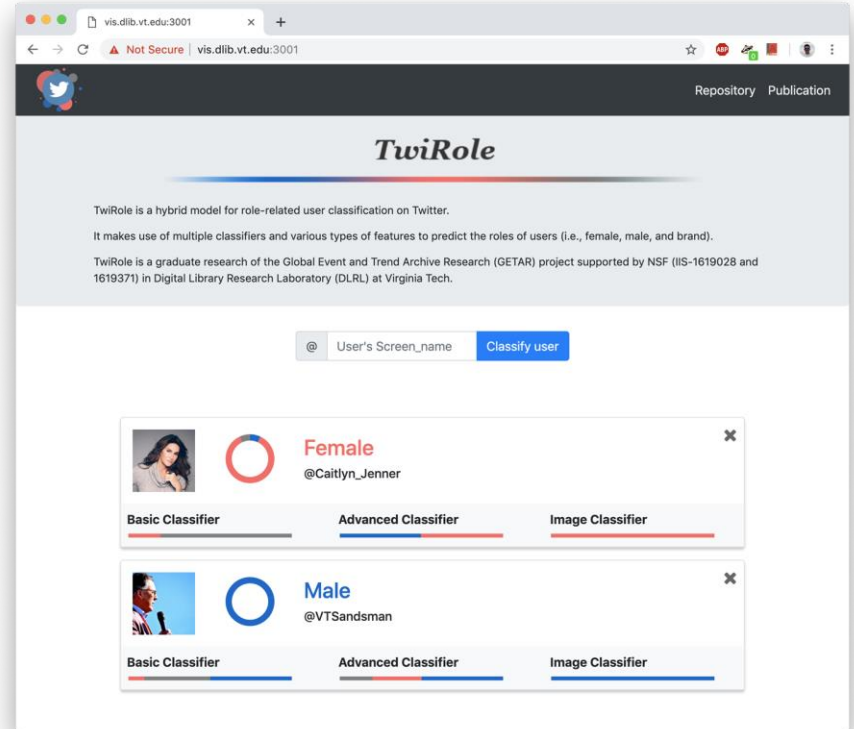 vis.dlib.vt.edu:3001
Not Secure | vis.dlib.vt.edu:3001
ABP
0
Repository Publication
TwiRole
TwiRole is a hybrid model for role-related user classification on Twitter.
It makes use of multiple classifiers and various types of features to predict the roles of users (i.e., female, male, and brand).
TwiRole is a graduate research of the Global Event and Trend Archive Research (GETAR) project supported by NSF (IIS-1619028 and
1619371) in Digital Library Research Laboratory (DLRL) at Virginia Tech.
@ User's Screen_name Classify user
Female
@Caitlyn_Jenner
Basic Classifier Advanced Classifier Image Classifier
Male
@VTSandsman
Basic Classifier Advanced Classifier Image Classifier